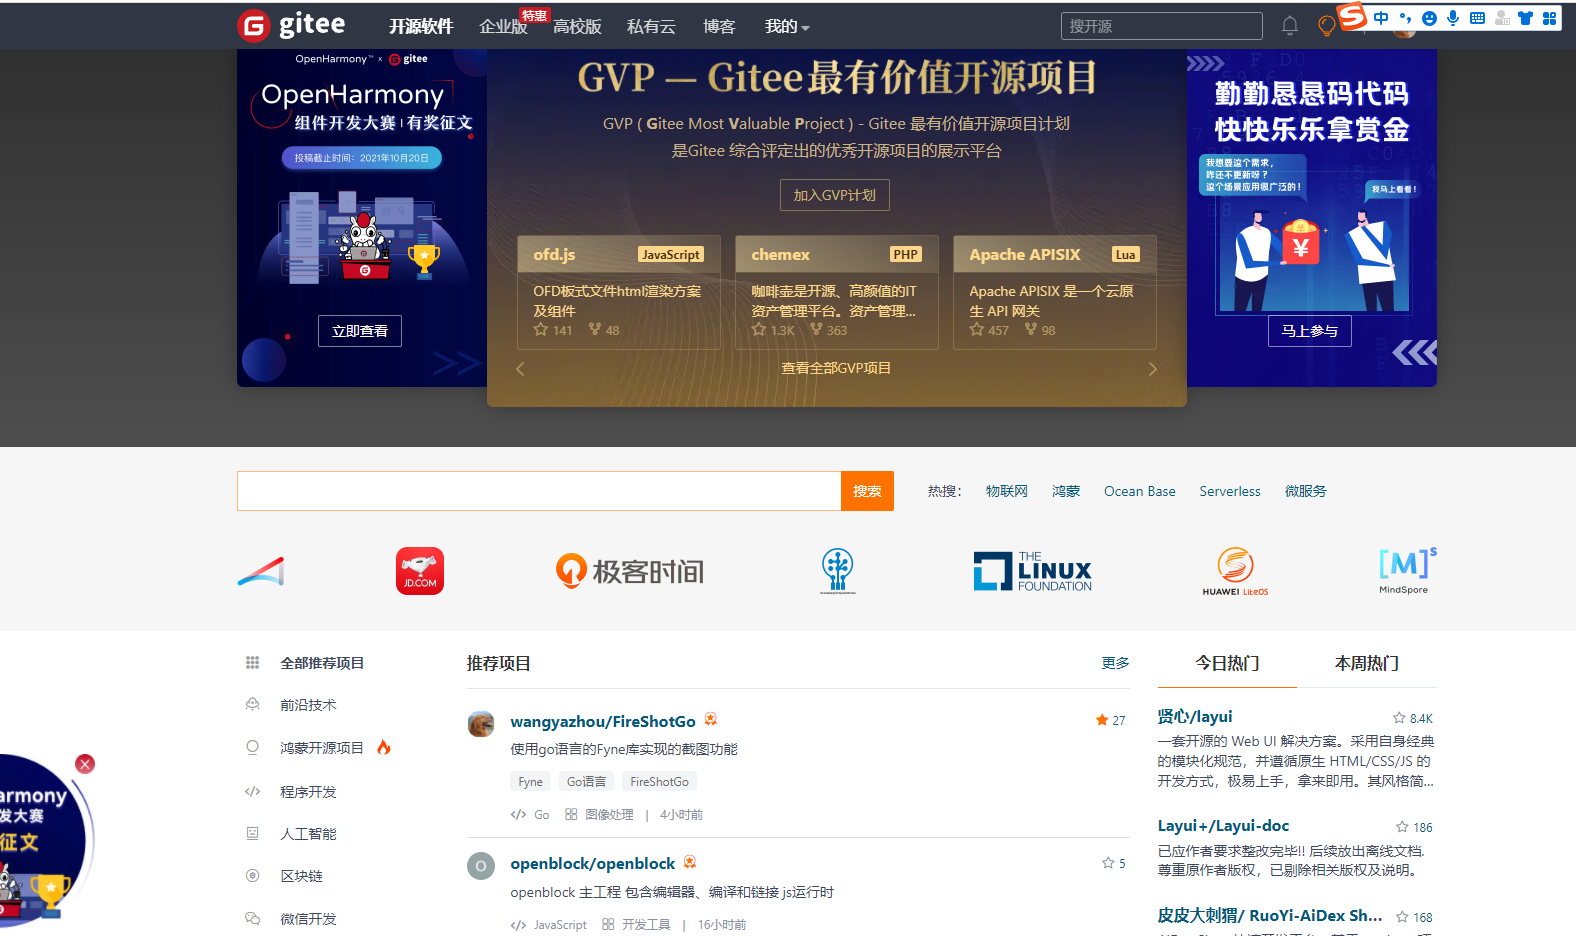 gitee
开源软件
企业版
特惠
高校版
私有云
博客
我的
搜开源
中
OpenHarmony™ × gitee
OpenHarmony
组件开发大赛 | 有奖征文
投稿截止时间：2021年10月20日
立即查看
GVP — Gitee最有价值开源项目
GVP ( Gitee Most Valuable Project ) - Gitee 最有价值开源项目计划
是Gitee 综合评定出的优秀开源项目的展示平台
加入GVP计划
ofd.js
JavaScript
OFD板式文件html渲染方案
及组件
141
48
chemex
PHP
咖啡壶是开源、高颜值的IT
资产管理平台。资产管理...
1.3K
363
Apache APISIX
Lua
Apache APISIX 是一个云原
生 API 网关
457
98
查看全部GVP项目
勤勤恳恳码代码
快快乐乐拿赏金
我想要这个需求，
咋还不更新呀？
这个场景应用很广泛的！
我马上看看！
¥
马上参与
搜索
热搜：
物联网
鸿蒙
Ocean Base
Serverless
微服务
JD.COM
极客时间
THE
LINUX
FOUNDATION
HUAWEI LiteOS
[M]s
MindSpore
全部推荐项目
前沿技术
鸿蒙开源项目
程序开发
人工智能
区块链
微信开发
armony
发大赛
征文
推荐项目
更多
wangyazhou/FireShotGo
27
使用go语言的Fyne库实现的截图功能
Fyne
Go语言
FireShotGo
Go
图像处理
|
4小时前
O
openblock/openblock
5
openblock 主工程 包含编辑器、编译和链接 js运行时
JavaScript
开发工具
|
16小时前
今日热门
本周热门
贤心/layui
8.4K
一套开源的 Web UI 解决方案。采用自身经典
的模块化规范，并遵循原生 HTML/CSS/JS 的
开发方式，极易上手，拿来即用。其风格简...
Layui+/Layui-doc
186
已应作者要求整改完毕!! 后续放出离线文档.
尊重原作者版权，已剔除相关版权及说明。
皮皮大刺猬/ RuoYi-AiDex Sh...
168